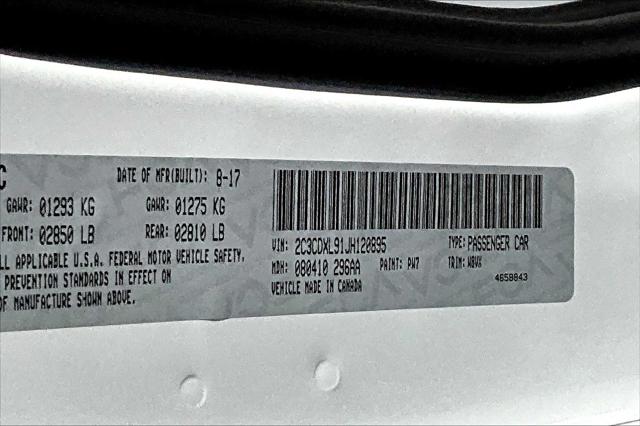 C DATE OF MFR(BUILT): 8-17
GAWR: 01293 KG GAWR: 01275 KG
FRONT: 02850 LB REAR: 02810 LB
LL APPLICABLE U.S.A. FEDERAL MOTOR VEHICLE SAFETY,
PREVENTION STANDARDS IN EFFECT ON
OF MANUFACTURE SHOWN ABOVE.
VIN: 2C3CDXL91JH120895 TYPE: PASSENGER CAR
MDH: 080410 296AA PAINT: PW7 TRIM:
VEHICLE MADE IN CANADA 4658843